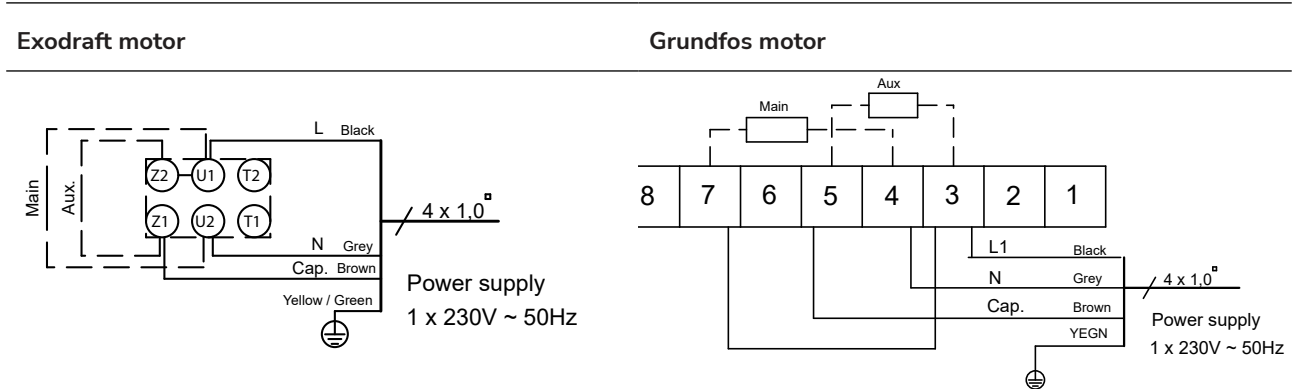 Exodraft motor
Grundfos motor
L Black
Main
Aux.
Z2 U1 T2
Z1 U2 T1
4 x 1,0
N Grey
Cap. Brown
Yellow / Green
Power supply
1 x 230V ~ 50Hz
Aux
Main
8 7 6 5 4 3 2 1
L1 Black
N Grey
4 x 1,0
Cap. Brown
YEGN
Power supply
1 x 230V ~ 50Hz